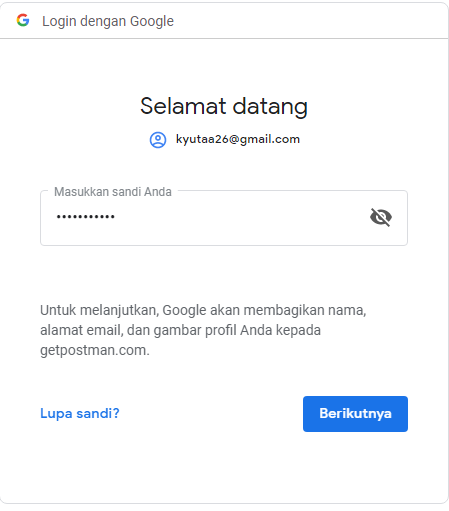 Login dengan Google
Selamat datang
kyutaa26@gmail.com
Masukkan sandi Anda
•••••••••••
Untuk melanjutkan, Google akan membagikan nama,
alamat email, dan gambar profil Anda kepada
getpostman.com.
Lupa sandi?
Berikutnya